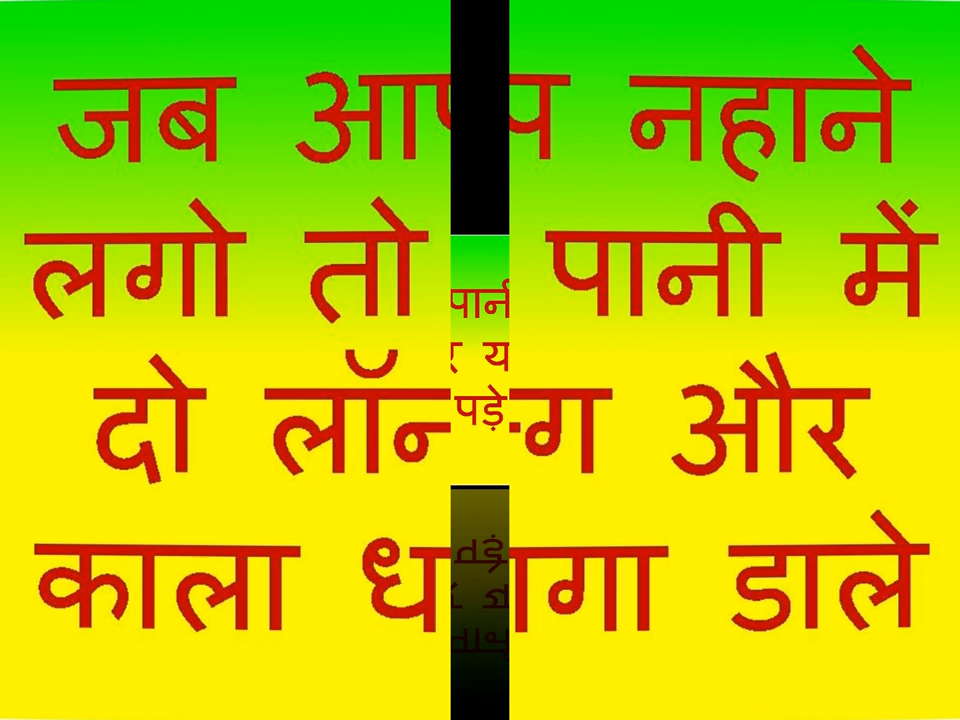 जब आप नहाने
लगो तो पानी में
दो लॉन्ग और
काला धागा डाले